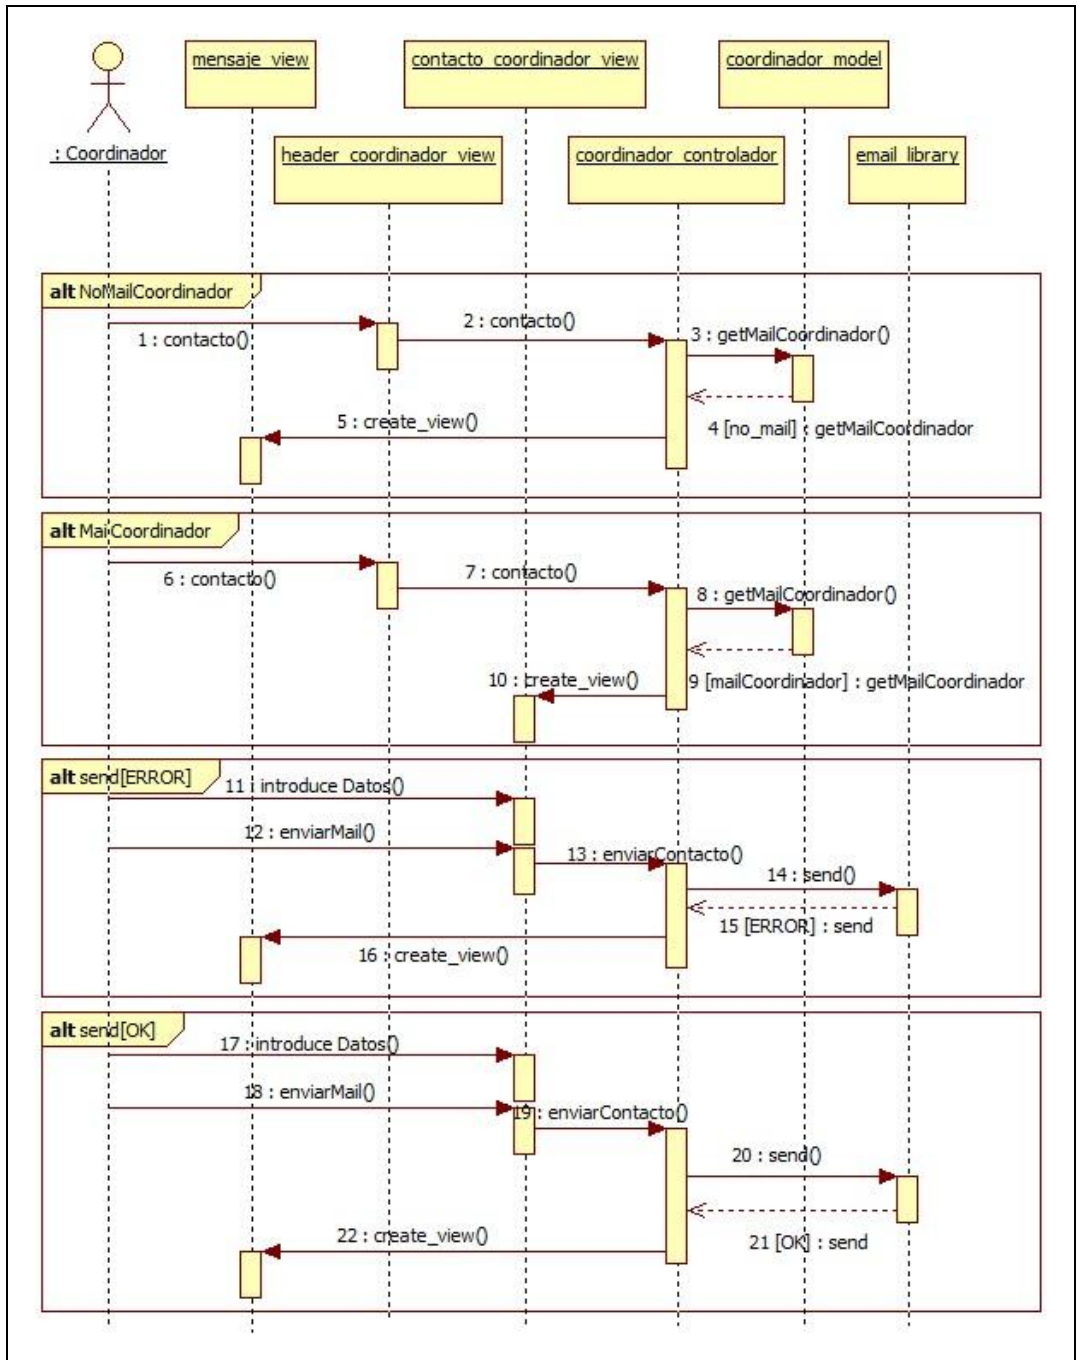 mensaje_view
contacto_coordinador_view
coordinador_model
: Coordinador
header_coordinador_view
coordinador_controlador
email_library
alt NoMailCoordinador
1 : contacto()
2 : contacto()
3 : getMailCoordinador()
4 [no_mail] : getMailCoordinador
5 : create_view()
alt MailCoordinador
6 : contacto()
7 : contacto()
8 : getMailCoordinador()
9 [mailCoordinador] : getMailCoordinador
10 : create_view()
alt send[ERROR]
11 : introduce Datos()
12 : enviarMail()
13 : enviarContacto()
14 : send()
15 [ERROR] : send
16 : create_view()
alt send[OK]
17 : introduce Datos()
18 : enviarMail()
19 : enviarContacto()
20 : send()
21 [OK] : send
22 : create_view()